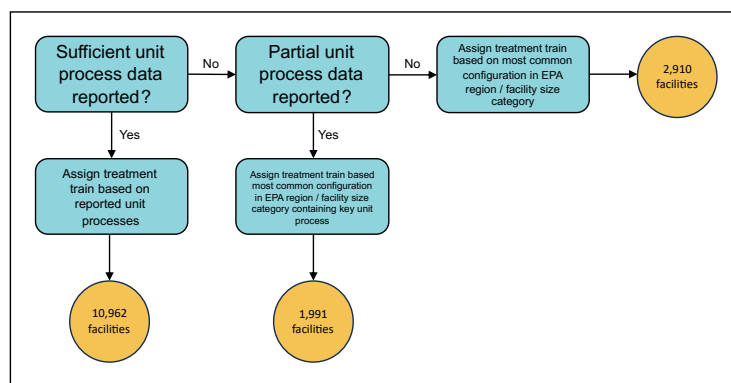 Sufficient unit
process data
reported?
No
Partial unit
process data
reported?
No
Assign treatment train
based on most common
configuration in EPA
region / facility size
category
2,910
facilities
Yes
Yes
Assign treatment
train based on
reported unit
processes
Assign treatment train based
most common configuration
in EPA region / facility size
category containing key unit
process
10,962
facilities
1,991
facilities